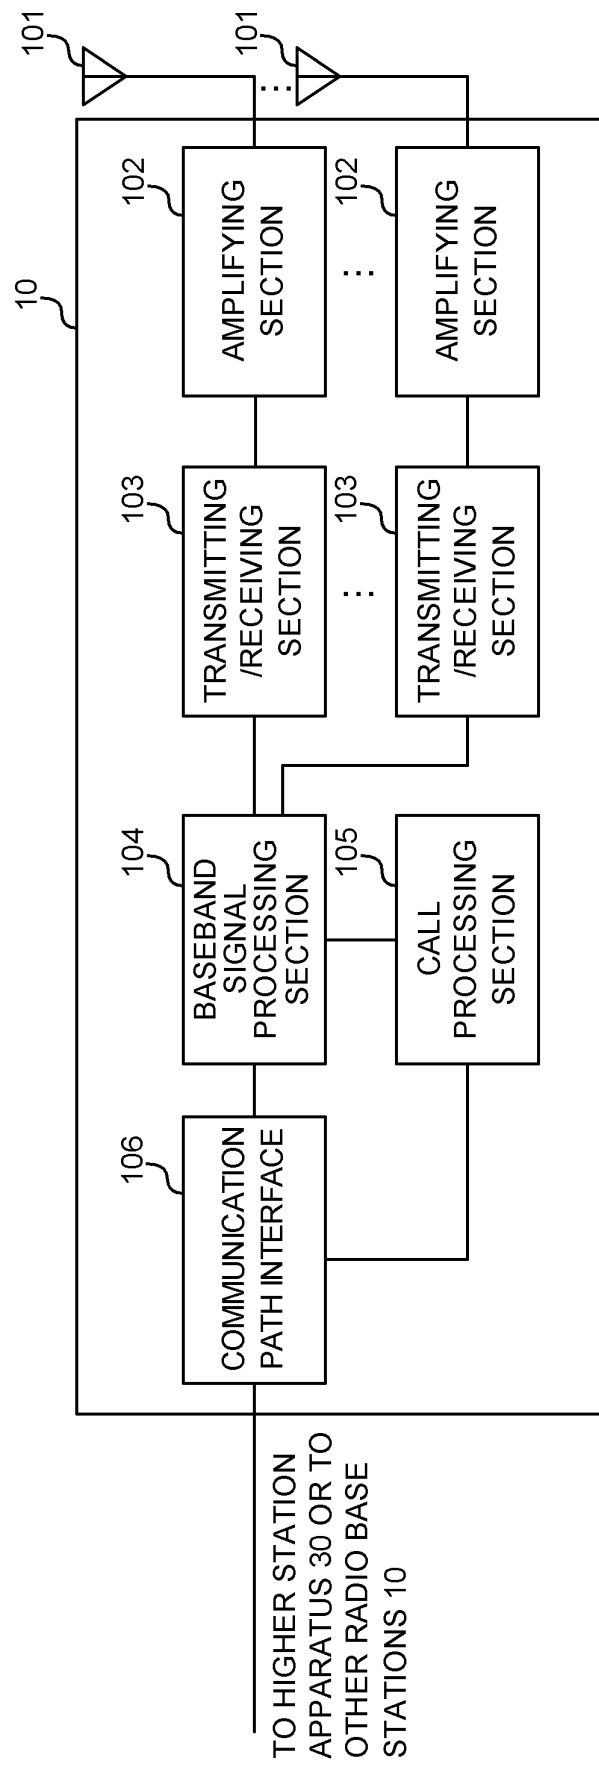 10
101
101
102
AMPLIFYING
SECTION
102
AMPLIFYING
SECTION
...
...
...
103
TRANSMITTING
/RECEIVING
SECTION
103
TRANSMITTING
/RECEIVING
SECTION
104
BASEBAND
SIGNAL
PROCESSING
SECTION
105
CALL
PROCESSING
SECTION
106
COMMUNICATION
PATH INTERFACE
TO HIGHER STATION
APPARATUS 30 OR TO
OTHER RADIO BASE
STATIONS 10